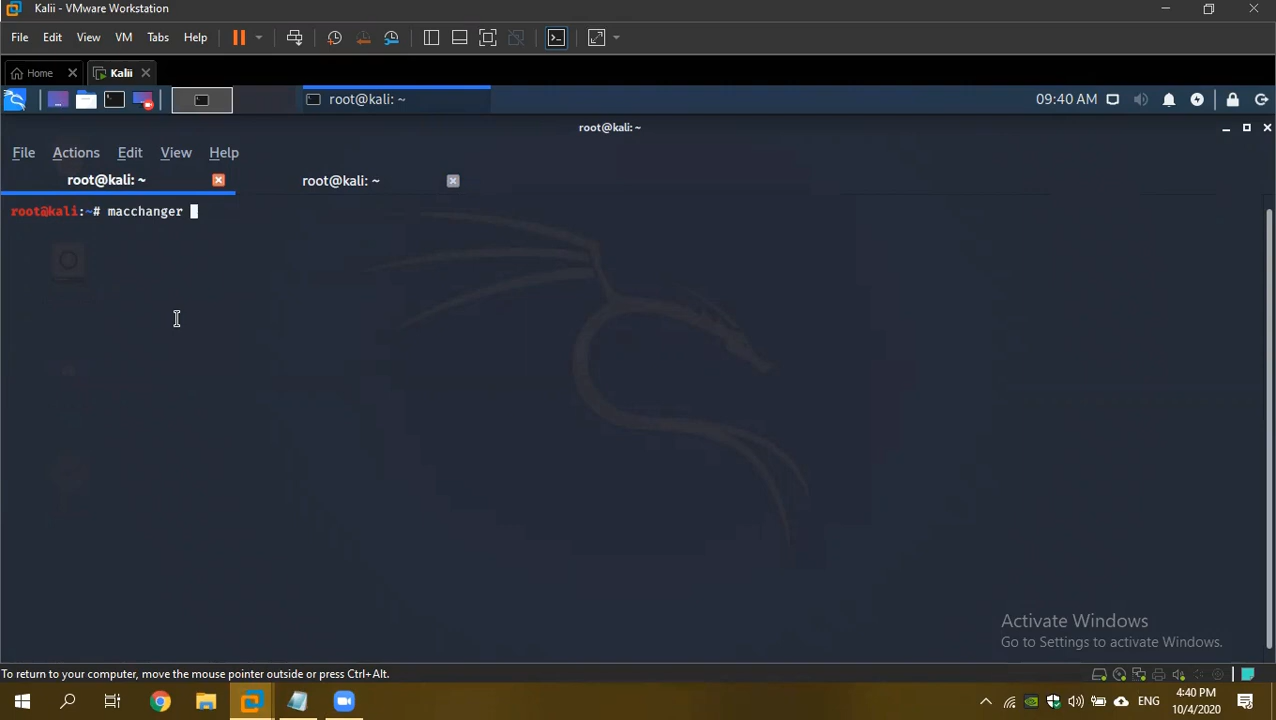 Kalii - VMware Workstation
File Edit View VM Tabs Help
Home Kalii
root@kali: ~ 09:40 AM
root@kali: ~
File Actions Edit View Help
root@kali: ~ root@kali: ~
root@kali:~# macchanger
Activate Windows
Go to Settings to activate Windows.
To return to your computer, move the mouse pointer outside or press Ctrl+Alt.
ENG 4:40 PM
10/4/2020